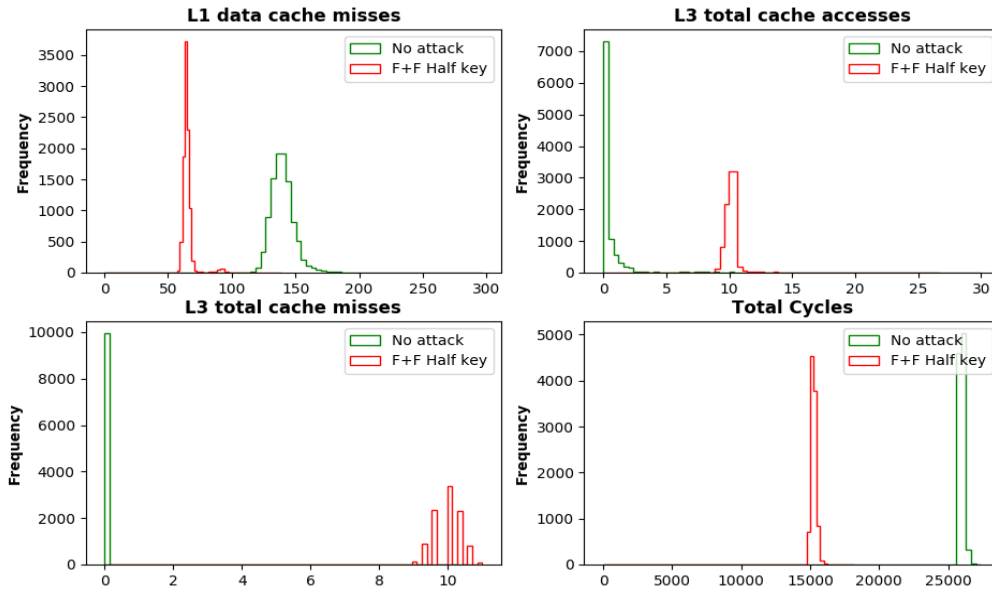 L1 data cache misses
Frequency
3500
3000
2500
2000
1500
1000
500
0
0 50 100 150 200 250 300
No attack
F+F Half key
L3 total cache accesses
Frequency
7000
6000
5000
4000
3000
2000
1000
0
0 5 10 15 20 25 30
No attack
F+F Half key
L3 total cache misses
Frequency
10000
8000
6000
4000
2000
0
0 2 4 6 8 10
No attack
F+F Half key
Total Cycles
Frequency
5000
4000
3000
2000
1000
0
0 5000 10000 15000 20000 25000
No attack
F+F Half key